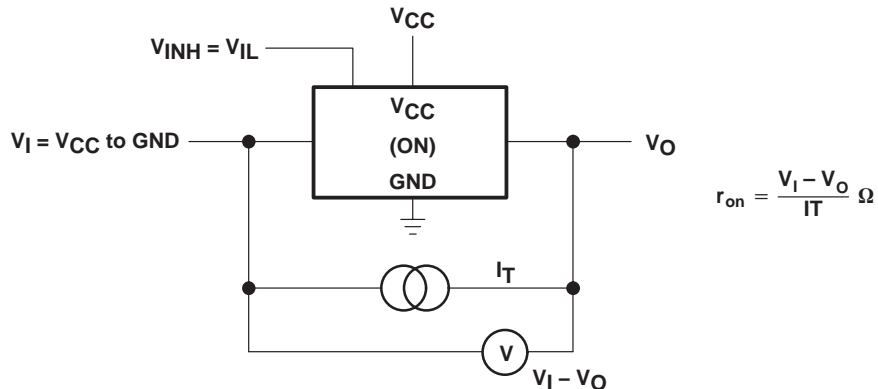 VCC
VINH = VIL
VCC
VI = VCC to GND
(ON)
VO
GND
ron = VI – VO / IT Ω
IT
V
VI – VO